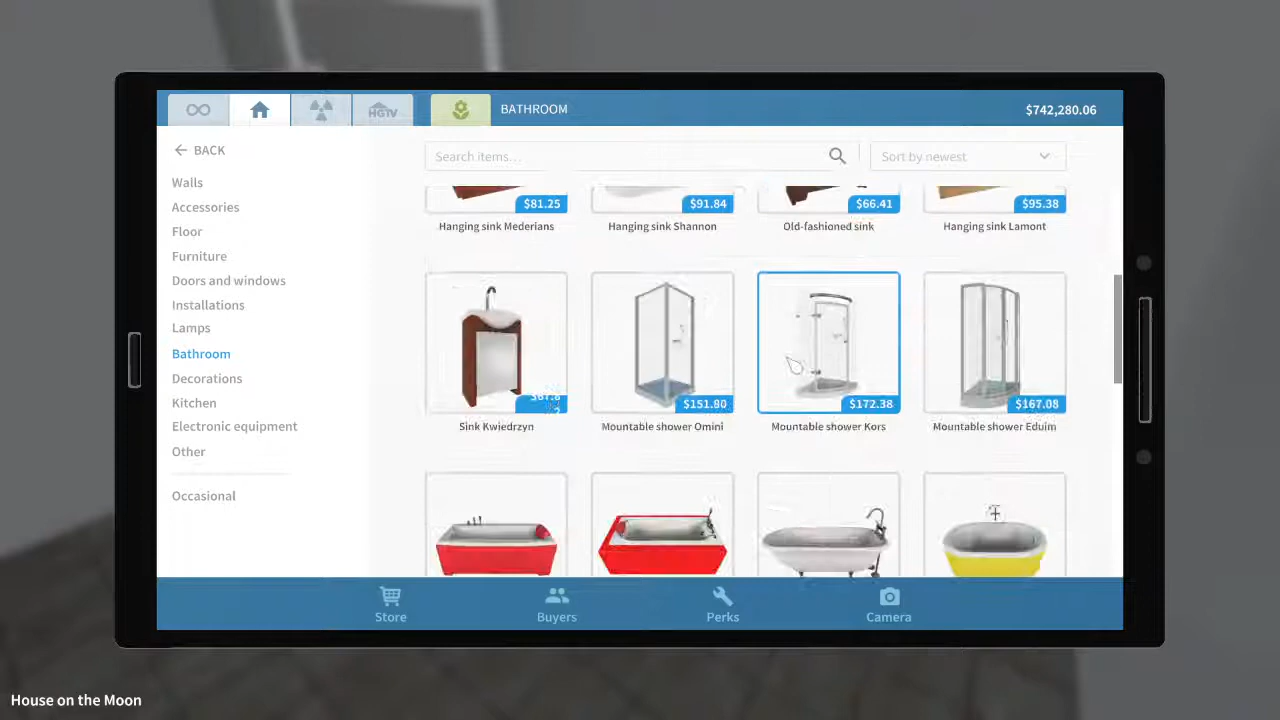 HGTV
BATHROOM
$742,280.06
BACK
Search items...
Sort by newest
Walls
Accessories
Floor
Furniture
Doors and windows
Installations
Lamps
Bathroom
Decorations
Kitchen
Electronic equipment
Other
Occasional
$81.25
$91.84
$66.41
$95.38
Hanging sink Mederians
Hanging sink Shannon
Old-fashioned sink
Hanging sink Lamont
$151.80
$172.38
$167.08
Sink Kwiedrzyn
Mountable shower Omini
Mountable shower Kors
Mountable shower Eduim
Store
Buyers
Perks
Camera
House on the Moon